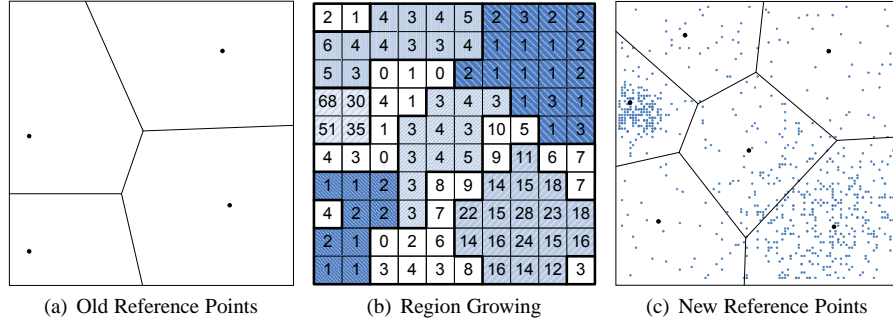 2 1 4 3 4 5 2 3 2 2
6 4 4 3 3 4 1 1 1 2
5 3 0 1 0 2 1 1 1 2
68 30 4 1 3 4 3 1 3 1
51 35 1 3 4 3 10 5 1 3
4 3 0 3 4 5 9 11 6 7
1 1 2 3 8 9 14 15 18 7
4 2 2 3 7 22 15 28 23 18
2 1 0 2 6 14 16 24 15 16
1 1 3 4 3 8 16 14 12 3
(a) Old Reference Points
(b) Region Growing
(c) New Reference Points